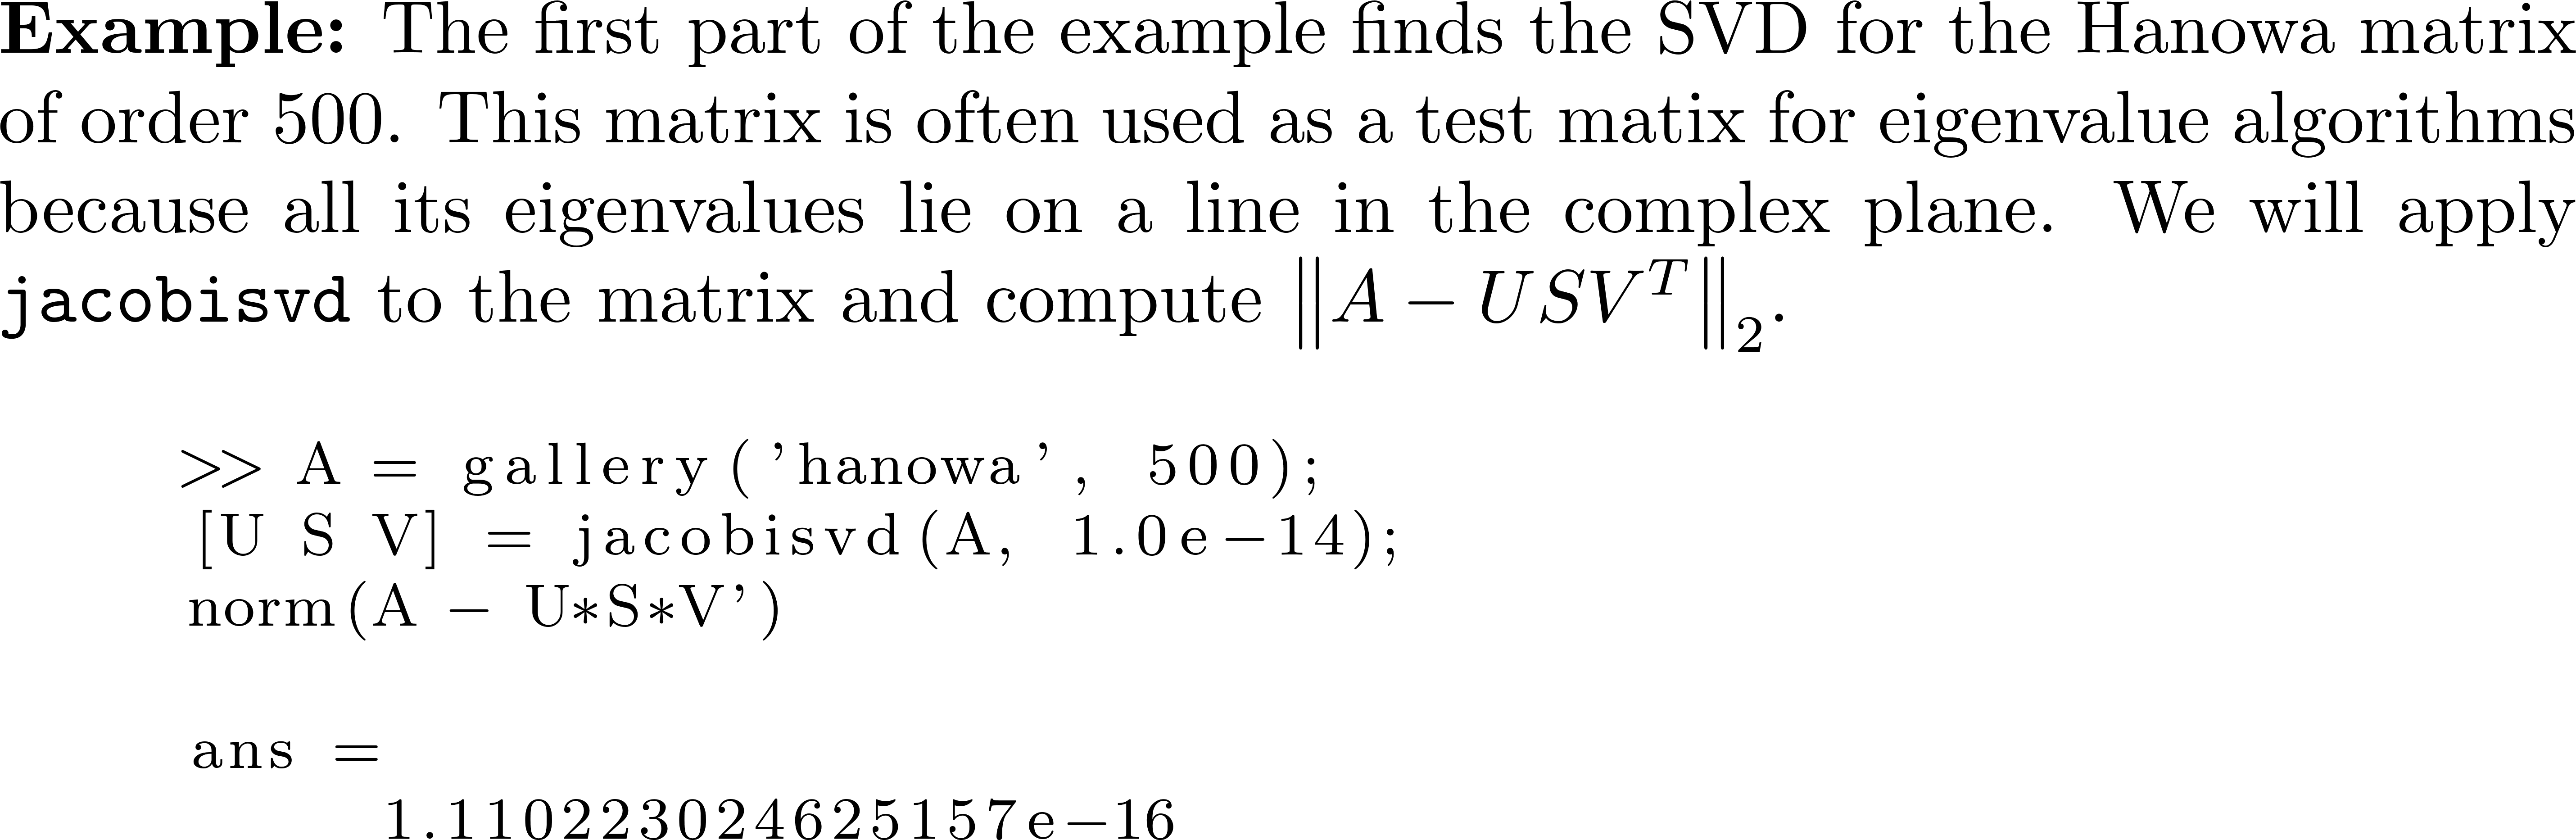 Example: The first part of the example finds the SVD for the Hanowa matrix
of order 500. This matrix is often used as a test matix for eigenvalue algorithms
because all its eigenvalues lie on a line in the complex plane. We will apply
jacobisvd to the matrix and compute ‖A − USVᵀ‖₂.
>> A = gallery('hanowa', 500);
[U S V] = jacobisvd(A, 1.0e-14);
norm(A - U*S*V')
ans =
1.110223024625157e-16